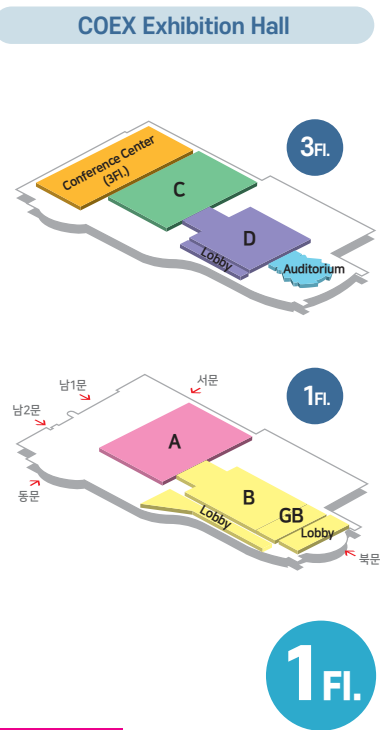 COEX Exhibition Hall
3Fl.
Conference Center
(3Fl.)
C
D
Lobby
Auditorium
1Fl.
남1문
서문
남2문
A
동문
B
GB
Lobby
Lobby
북문
1Fl.